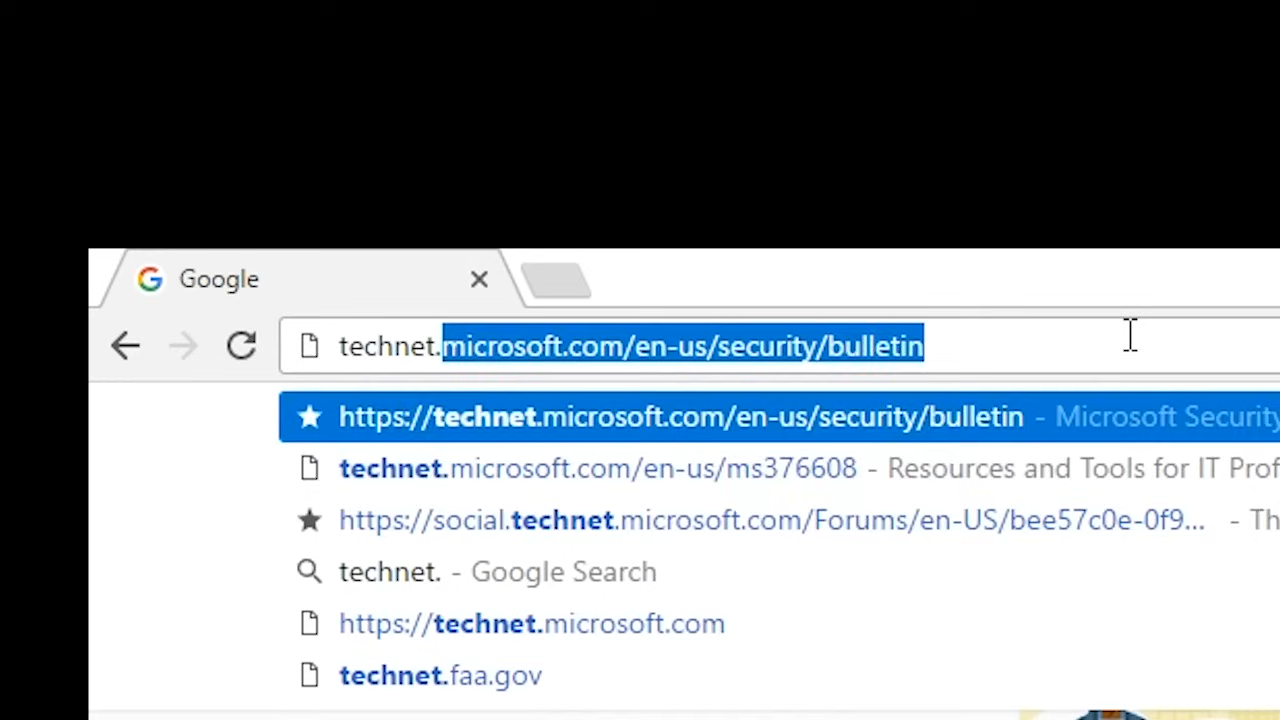 Google
technet.microsoft.com/en-us/security/bulletin
https://technet.microsoft.com/en-us/security/bulletin - Microsoft Security
technet.microsoft.com/en-us/ms376608 - Resources and Tools for IT Prof
https://social.technet.microsoft.com/Forums/en-US/bee57c0e-0f9... - Th
technet. - Google Search
https://technet.microsoft.com
technet.faa.gov